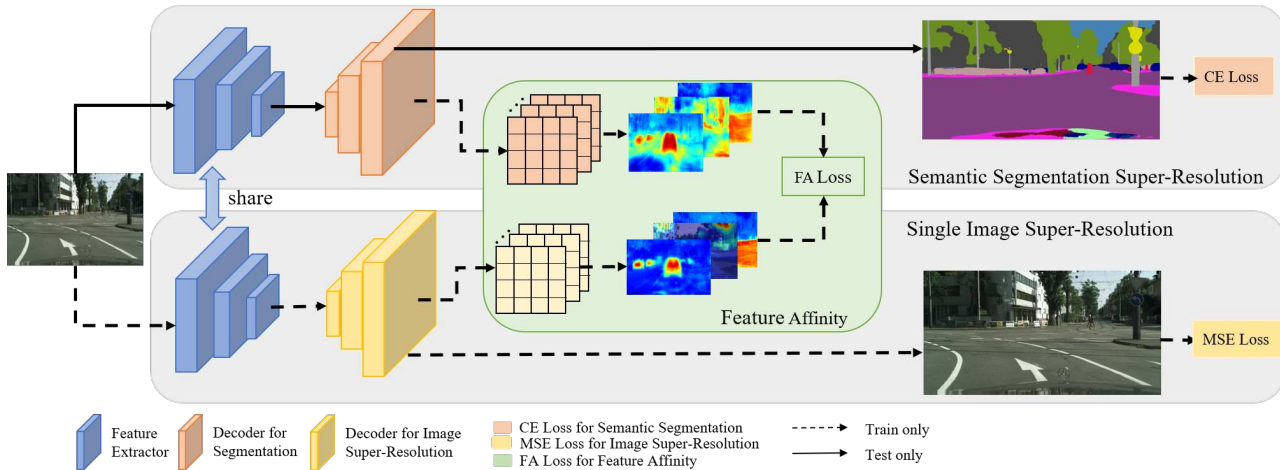 CE Loss
FA Loss
Semantic Segmentation Super-Resolution
share
Single Image Super-Resolution
Feature Affinity
MSE Loss
Feature
Extractor
Decoder for
Segmentation
Decoder for Image
Super-Resolution
CE Loss for Semantic Segmentation
MSE Loss for Image Super-Resolution
FA Loss for Feature Affinity
Train only
Test only